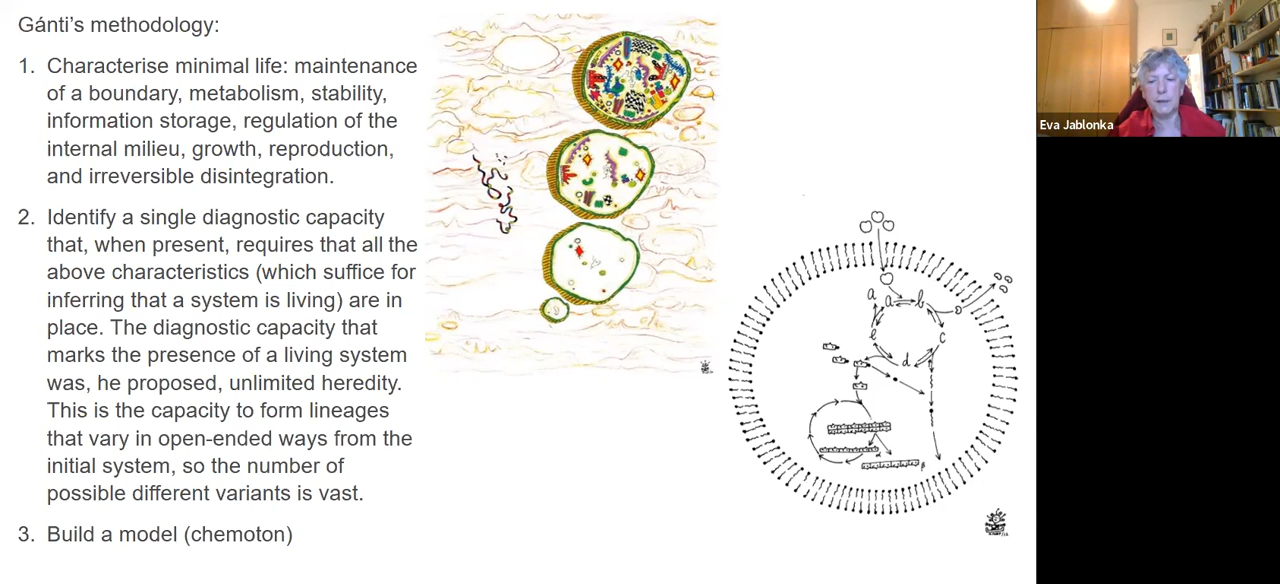 Gánti's methodology:
1. Characterise minimal life: maintenance
of a boundary, metabolism, stability,
information storage, regulation of the
internal milieu, growth, reproduction,
and irreversible disintegration.
2. Identify a single diagnostic capacity
that, when present, requires that all the
above characteristics (which suffice for
inferring that a system is living) are in
place. The diagnostic capacity that
marks the presence of a living system
was, he proposed, unlimited heredity.
This is the capacity to form lineages
that vary in open-ended ways from the
initial system, so the number of
possible different variants is vast.
3. Build a model (chemoton)
a
a b
e c
d
Eva Jablonka